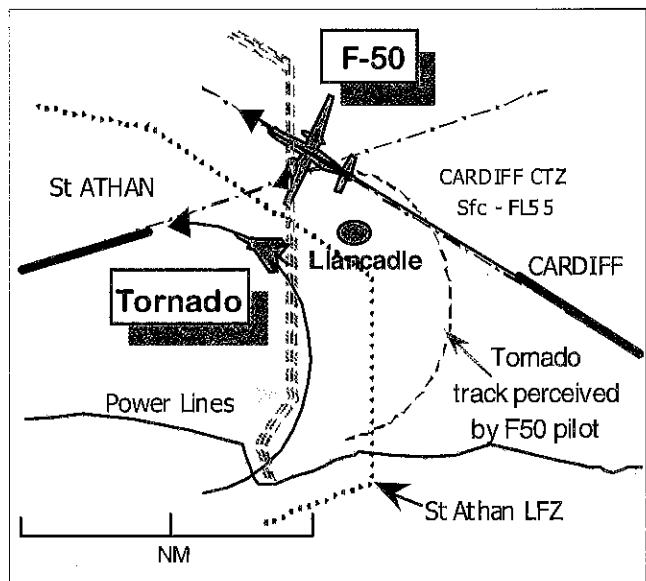 F-50
St ATHAN
CARDIFF CTZ
Sfc - FL55
Llancadle
CARDIFF
Tornado
Tornado
track perceived
by F50 pilot
Power Lines
St Athan LFZ
NM